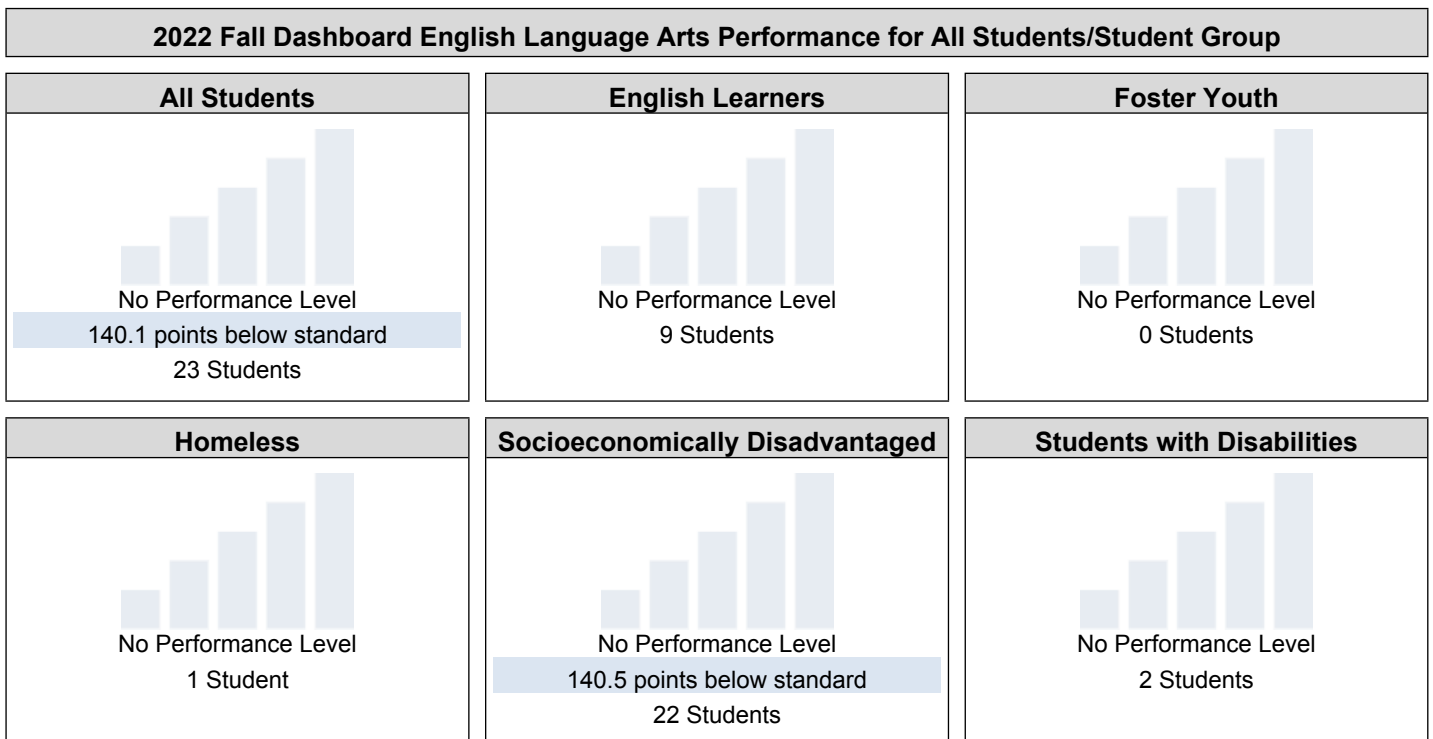 2022 Fall Dashboard English Language Arts Performance for All Students/Student Group
All Students
No Performance Level
140.1 points below standard
23 Students
English Learners
No Performance Level
9 Students
Foster Youth
No Performance Level
0 Students
Homeless
No Performance Level
1 Student
Socioeconomically Disadvantaged
No Performance Level
140.5 points below standard
22 Students
Students with Disabilities
No Performance Level
2 Students